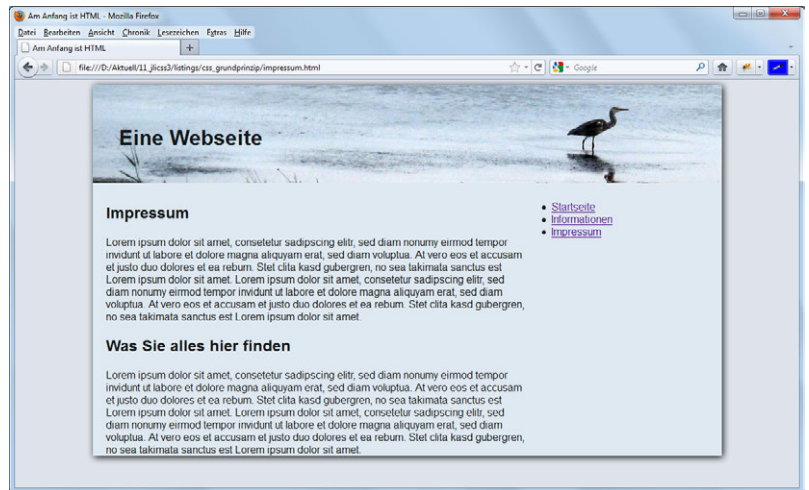 Am Anfang ist HTML - Mozilla Firefox
Datei Bearbeiten Ansicht Chronik Lesezeichen Extras Hilfe
Am Anfang ist HTML +
file:///D:/Aktuell/11_jlicss3/listings/css_grundprinzip/impressum.html Google
Eine Webseite
Impressum
Startseite
Informationen
Impressum
Lorem ipsum dolor sit amet, consetetur sadipscing elitr, sed diam nonumy eirmod tempor
invidunt ut labore et dolore magna aliquyam erat, sed diam voluptua. At vero eos et accusam
et justo duo dolores et ea rebum. Stet clita kasd gubergren, no sea takimata sanctus est
Lorem ipsum dolor sit amet. Lorem ipsum dolor sit amet, consetetur sadipscing elitr, sed
diam nonumy eirmod tempor invidunt ut labore et dolore magna aliquyam erat, sed diam
voluptua. At vero eos et accusam et justo duo dolores et ea rebum. Stet clita kasd gubergren,
no sea takimata sanctus est Lorem ipsum dolor sit amet.
Was Sie alles hier finden
Lorem ipsum dolor sit amet, consetetur sadipscing elitr, sed diam nonumy eirmod tempor
invidunt ut labore et dolore magna aliquyam erat, sed diam voluptua. At vero eos et accusam
et justo duo dolores et ea rebum. Stet clita kasd gubergren, no sea takimata sanctus est
Lorem ipsum dolor sit amet. Lorem ipsum dolor sit amet, consetetur sadipscing elitr, sed
diam nonumy eirmod tempor invidunt ut labore et dolore magna aliquyam erat, sed diam
voluptua. At vero eos et accusam et justo duo dolores et ea rebum. Stet clita kasd gubergren,
no sea takimata sanctus est Lorem ipsum dolor sit amet.